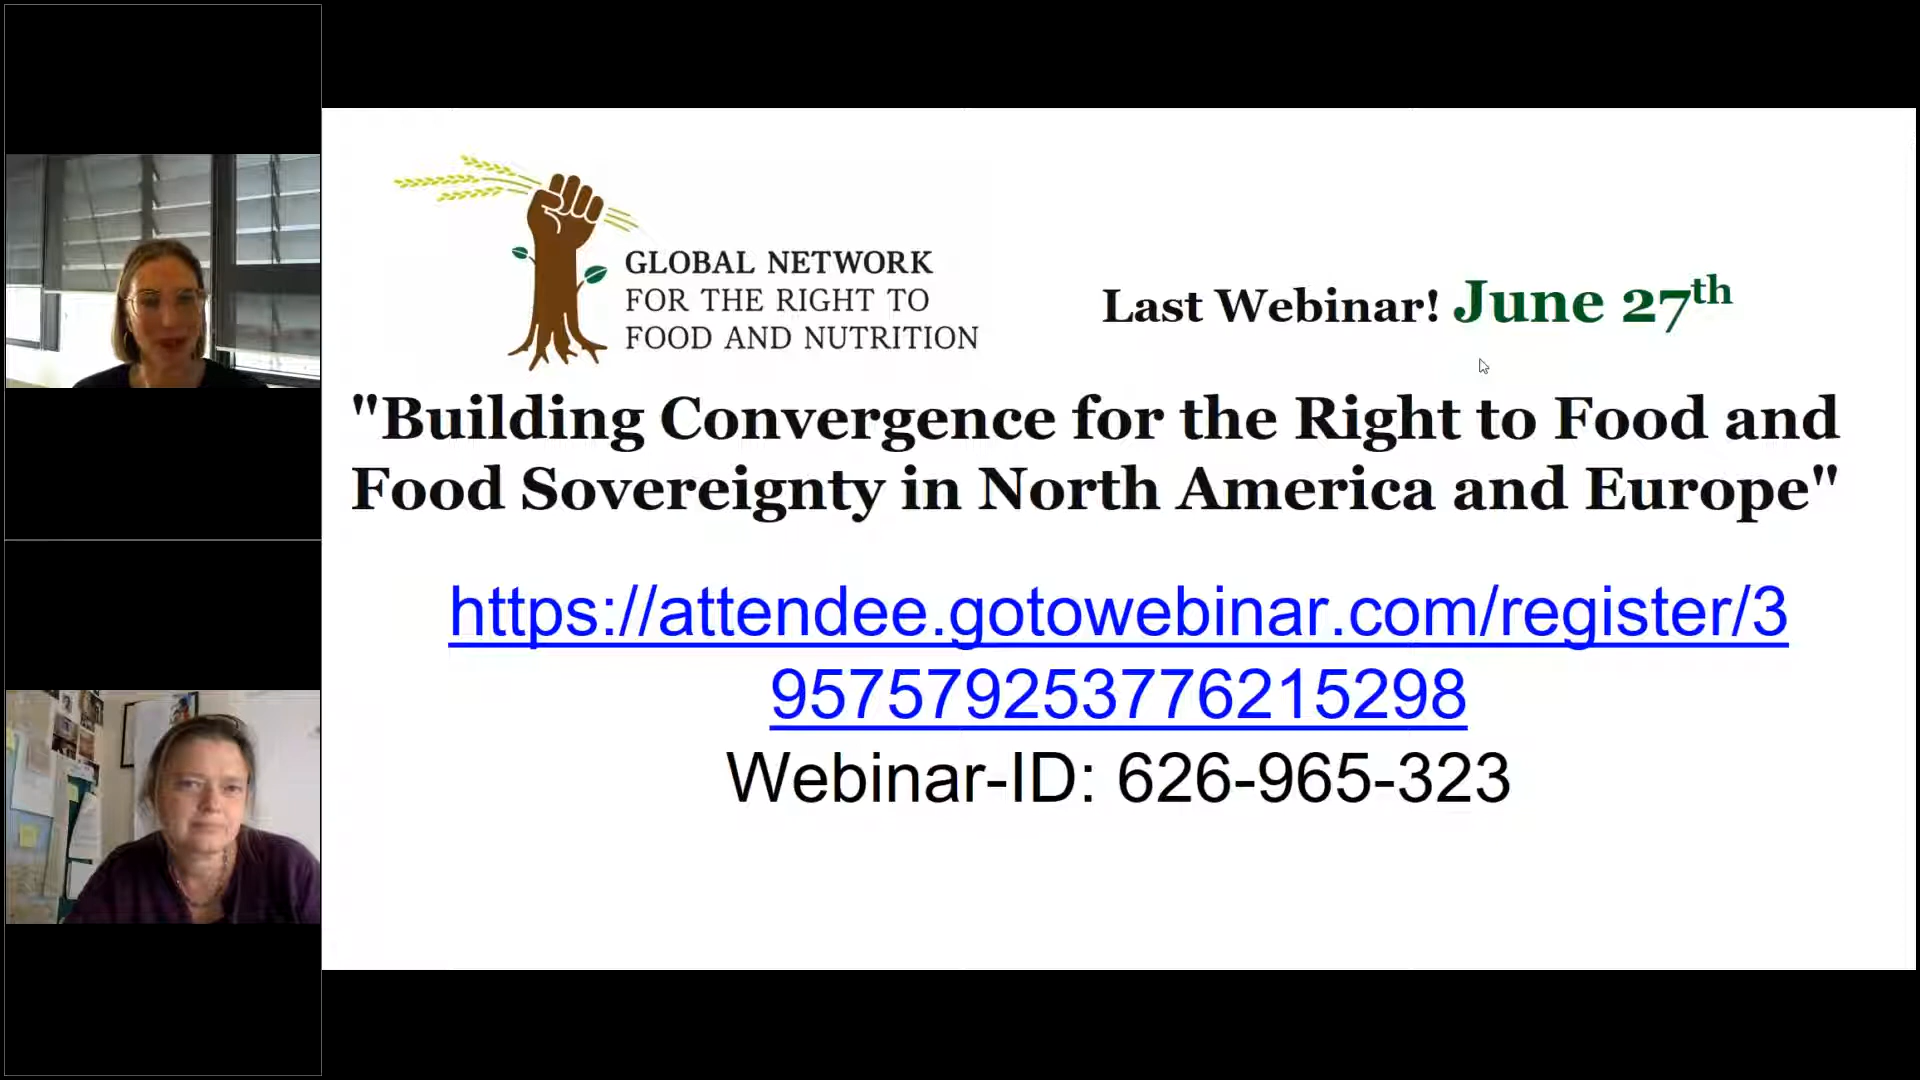 GLOBAL NETWORK
FOR THE RIGHT TO
FOOD AND NUTRITION
Last Webinar! June 27th
"Building Convergence for the Right to Food and
Food Sovereignty in North America and Europe"
https://attendee.gotowebinar.com/register/3
957579253776215298
Webinar-ID: 626-965-323